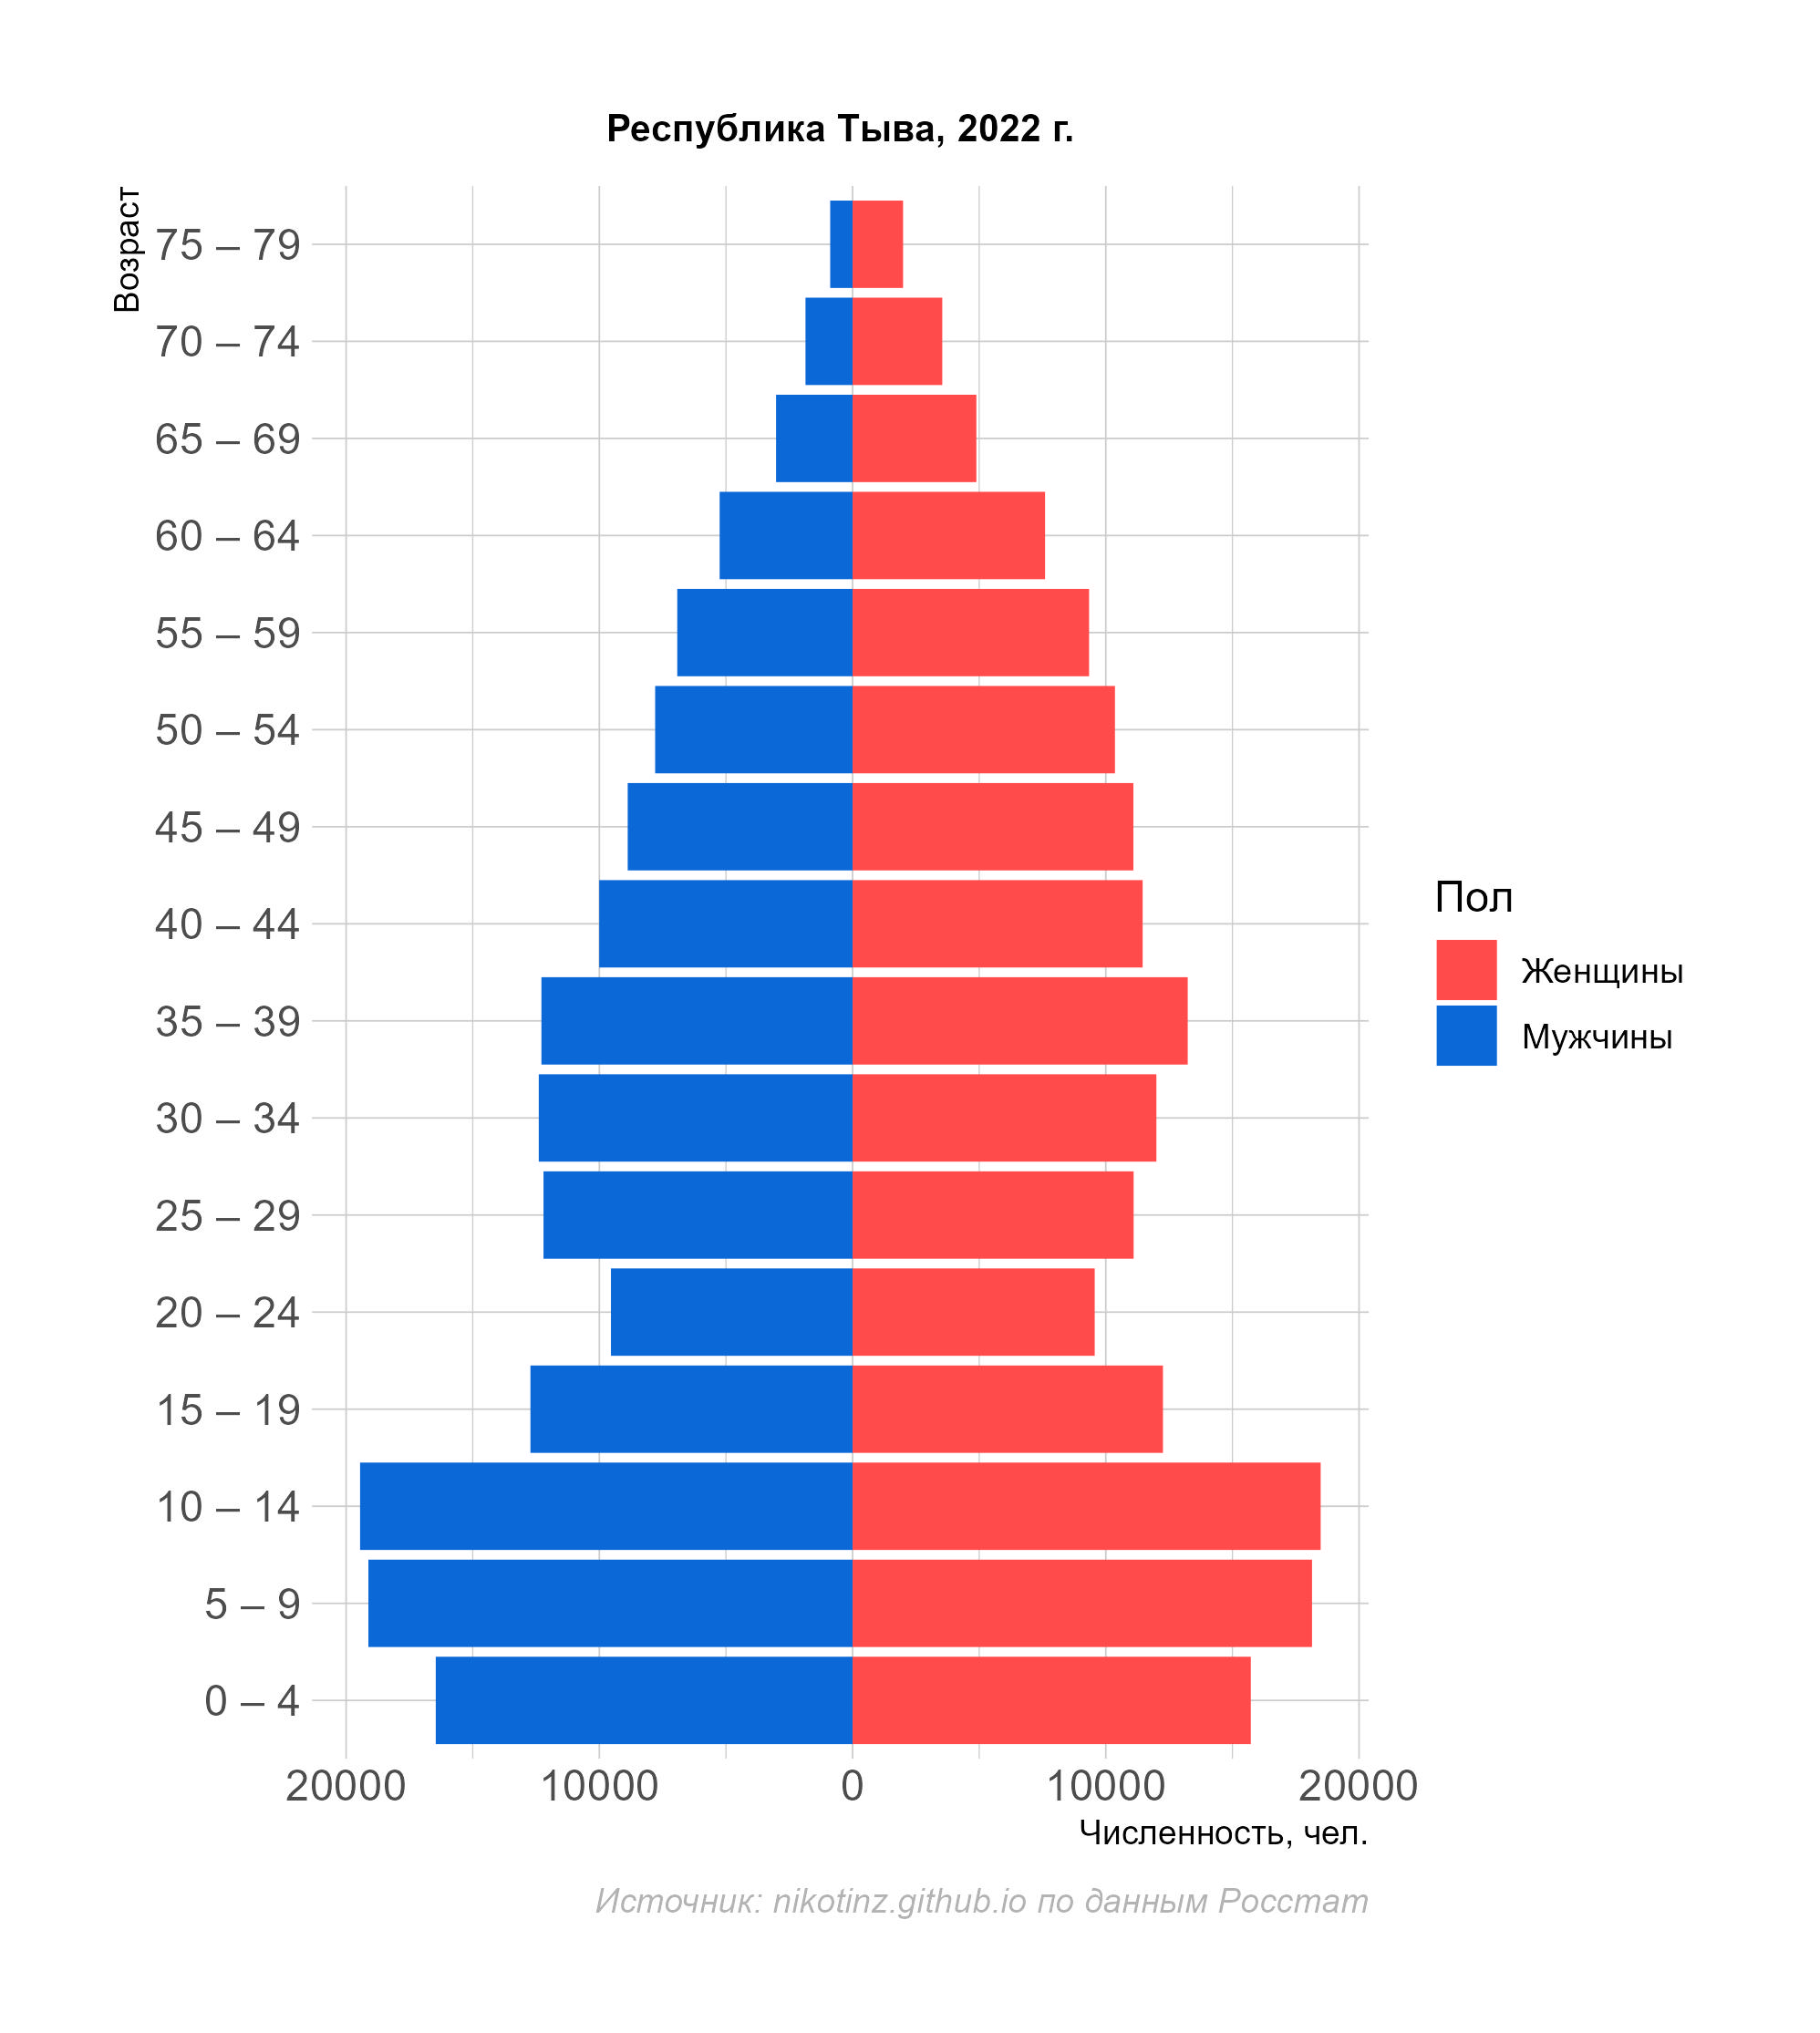 Республика Тыва, 2022 г.
Возраст
75 – 79
70 – 74
65 – 69
60 – 64
55 – 59
50 – 54
45 – 49
40 – 44
35 – 39
30 – 34
25 – 29
20 – 24
15 – 19
10 – 14
5 – 9
0 – 4
20000 10000 0 10000 20000
Численность, чел.
Пол
Женщины
Мужчины
Источник: nikotinz.github.io по данным Росстат